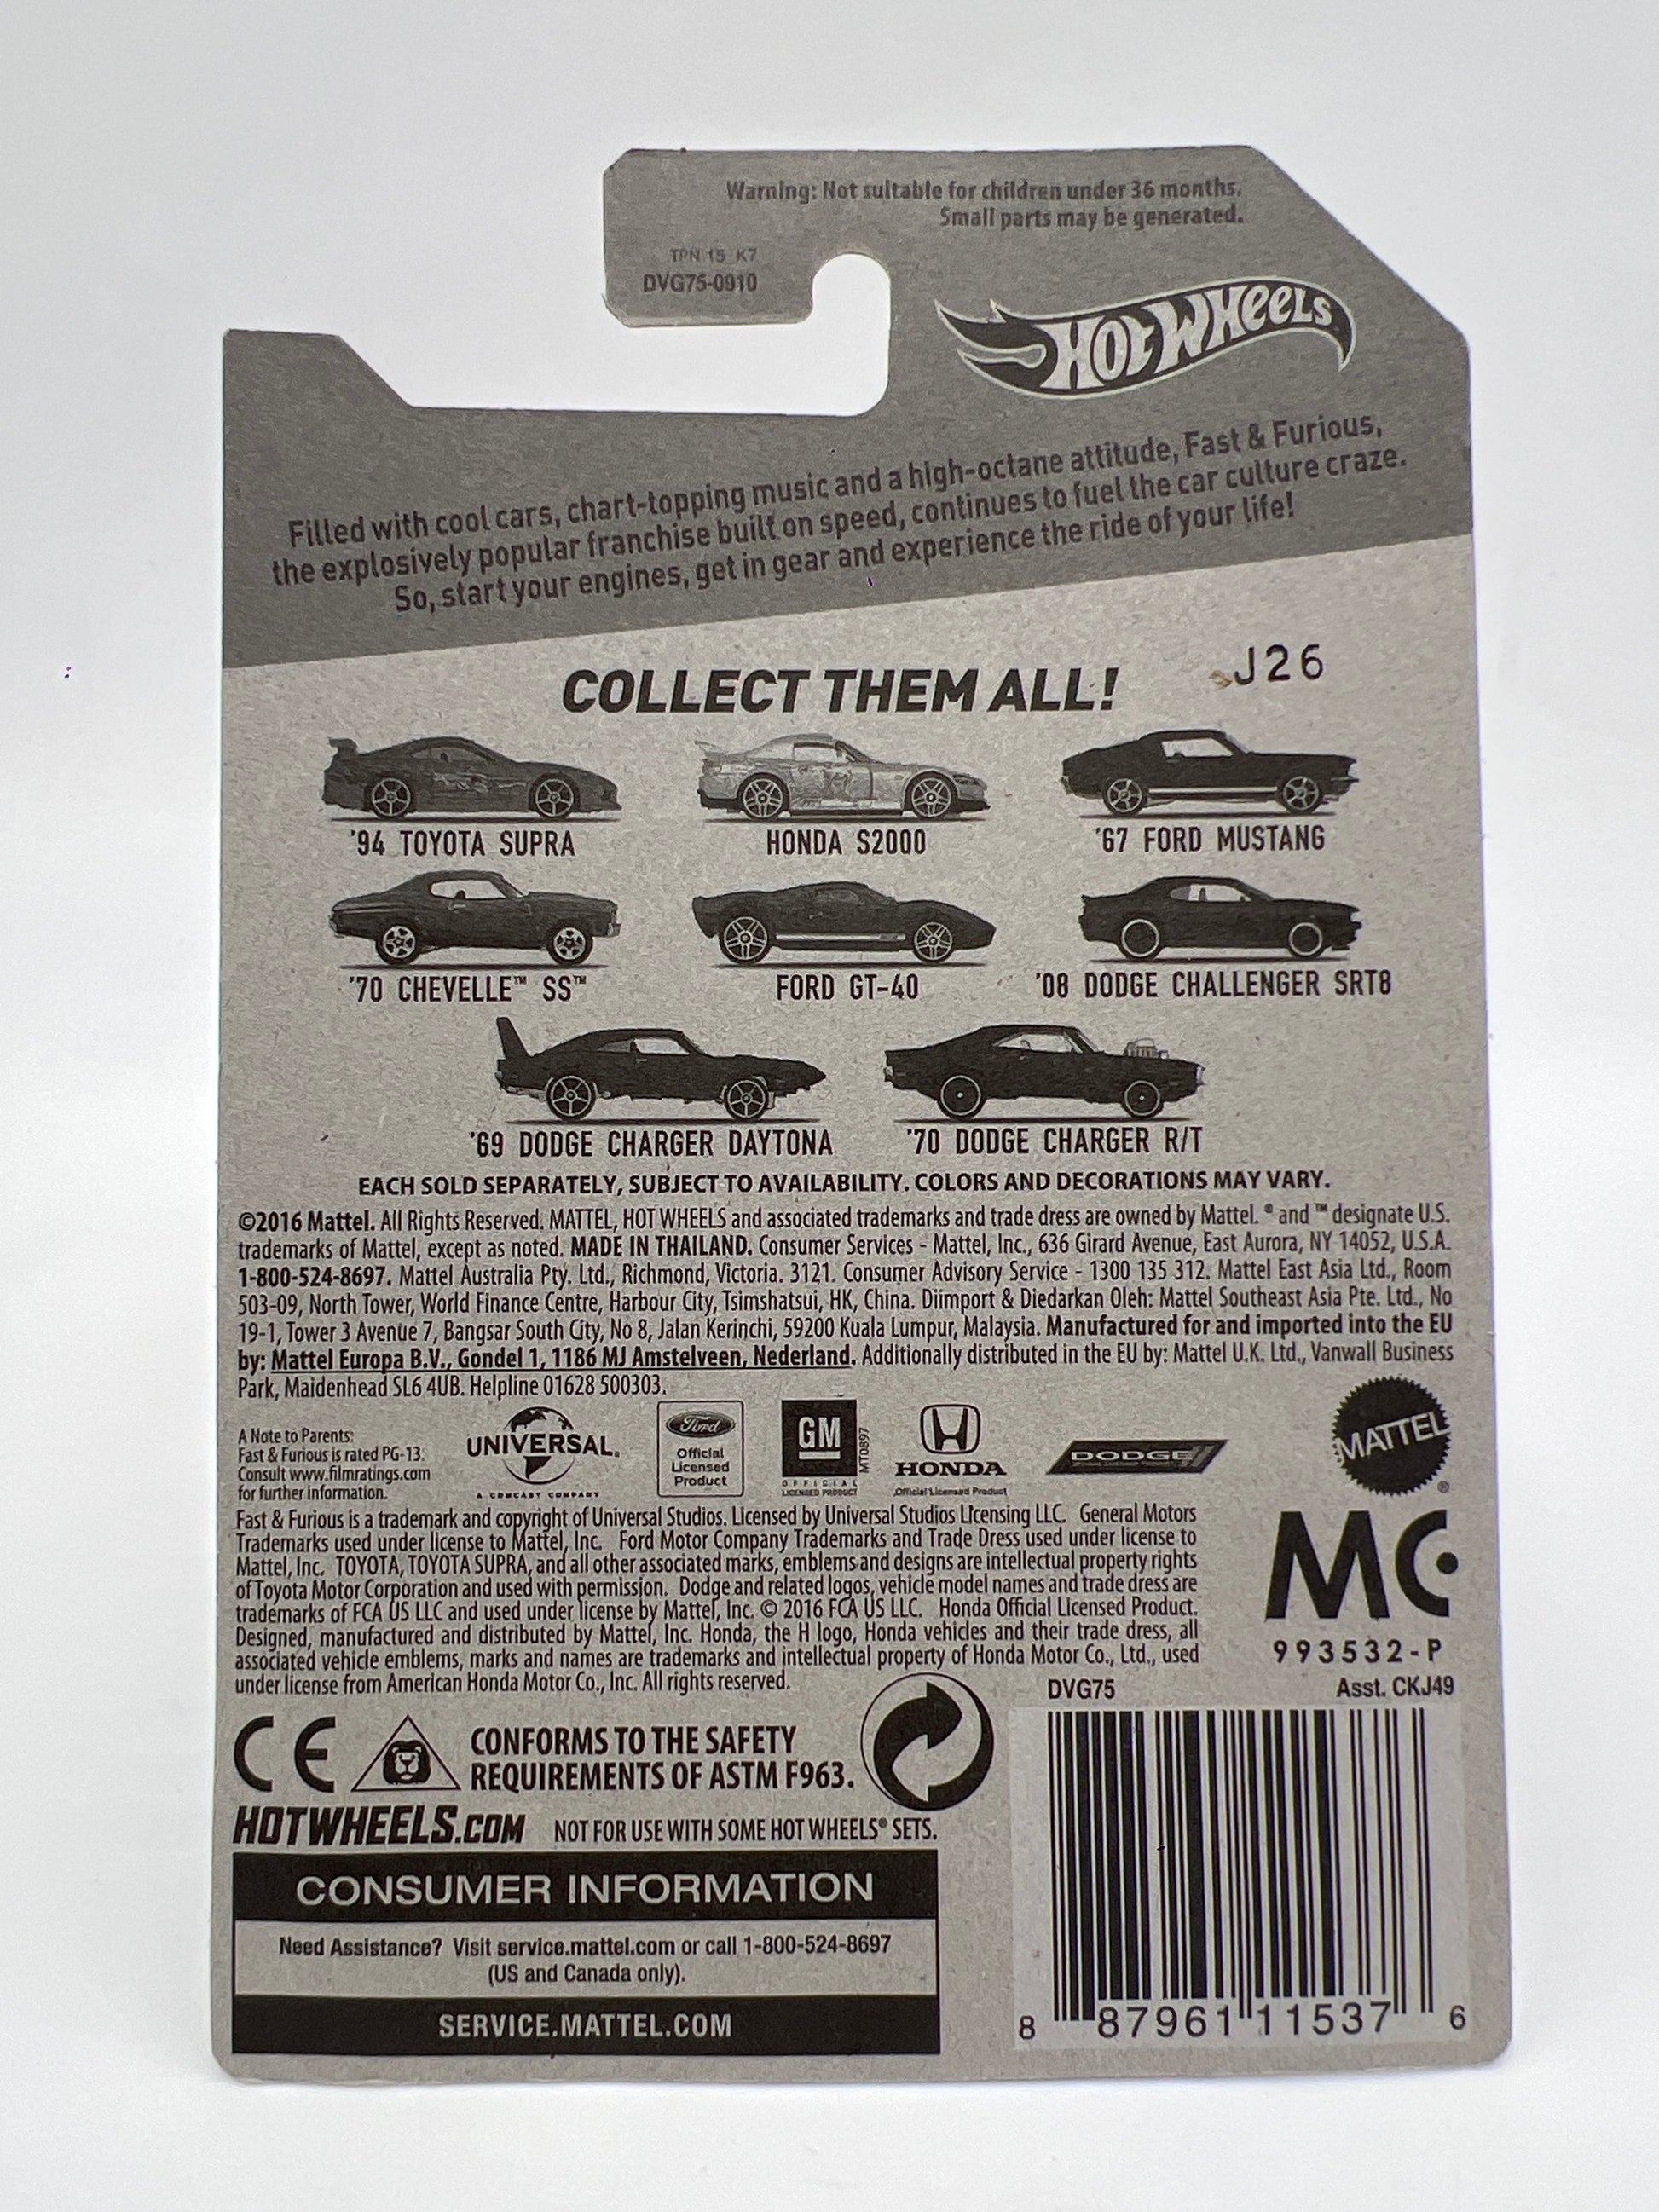 Warning: Not suitable for children under 36 months.
Small parts may be generated.
TPN 15 K7
DVG75-0910
Hot Wheels
Filled with cool cars, chart-topping music and a high-octane attitude, Fast & Furious,
the explosively popular franchise built on speed, continues to fuel the car culture craze.
So, start your engines, get in gear and experience the ride of your life!
COLLECT THEM ALL!
J26
'94 TOYOTA SUPRA
HONDA S2000
'67 FORD MUSTANG
'70 CHEVELLE™ SS™
FORD GT-40
'08 DODGE CHALLENGER SRT8
'69 DODGE CHARGER DAYTONA
'70 DODGE CHARGER R/T
EACH SOLD SEPARATELY, SUBJECT TO AVAILABILITY. COLORS AND DECORATIONS MAY VARY.
©2016 Mattel. All Rights Reserved. MATTEL, HOT WHEELS and associated trademarks and trade dress are owned by Mattel. ® and ™ designate U.S.
trademarks of Mattel, except as noted. MADE IN THAILAND. Consumer Services - Mattel, Inc., 636 Girard Avenue, East Aurora, NY 14052, U.S.A.
1-800-524-8697. Mattel Australia Pty. Ltd., Richmond, Victoria. 3121. Consumer Advisory Service - 1300 135 312. Mattel East Asia Ltd., Room
503-09, North Tower, World Finance Centre, Harbour City, Tsimshatsui, HK, China. Diimport & Diedarkan Oleh: Mattel Southeast Asia Pte. Ltd., No
19-1, Tower 3 Avenue 7, Bangsar South City, No 8, Jalan Kerinchi, 59200 Kuala Lumpur, Malaysia. Manufactured for and imported into the EU
by: Mattel Europa B.V., Gondel 1, 1186 MJ Amstelveen, Nederland. Additionally distributed in the EU by: Mattel U.K. Ltd., Vanwall Business
Park, Maidenhead SL6 4UB. Helpline 01628 500303.
A Note to Parents:
Fast & Furious is rated PG-13.
Consult www.filmratings.com
for further information.
UNIVERSAL®
A COMCAST COMPANY
Ford
Official
Licensed
Product
GM
OFFICIAL
LICENSED PRODUCT
MT0897
HONDA
Official Licensed Product
DODGE
MATTEL®
Fast & Furious is a trademark and copyright of Universal Studios. Licensed by Universal Studios Licensing LLC. General Motors
Trademarks used under license to Mattel, Inc. Ford Motor Company Trademarks and Trade Dress used under license to
Mattel, Inc. TOYOTA, TOYOTA SUPRA, and all other associated marks, emblems and designs are intellectual property rights
of Toyota Motor Corporation and used with permission. Dodge and related logos, vehicle model names and trade dress are
trademarks of FCA US LLC and used under license by Mattel, Inc. © 2016 FCA US LLC. Honda Official Licensed Product.
Designed, manufactured and distributed by Mattel, Inc. Honda, the H logo, Honda vehicles and their trade dress, all
associated vehicle emblems, marks and names are trademarks and intellectual property of Honda Motor Co., Ltd., used
under license from American Honda Motor Co., Inc. All rights reserved.
MC
993532-P
DVG75
Asst. CKJ49
CE
CONFORMS TO THE SAFETY
REQUIREMENTS OF ASTM F963.
HOTWHEELS.COM
NOT FOR USE WITH SOME HOT WHEELS® SETS.
CONSUMER INFORMATION
Need Assistance? Visit service.mattel.com or call 1-800-524-8697
(US and Canada only).
SERVICE.MATTEL.COM
8 87961 11537 6